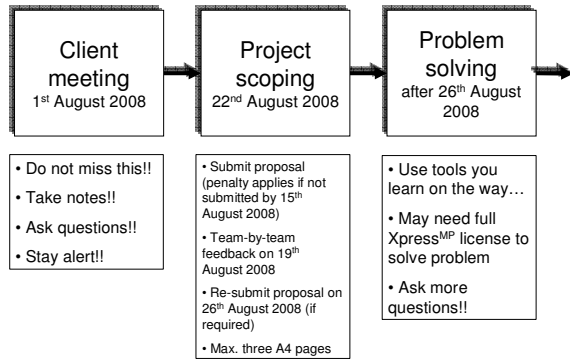 Client
meeting
1st August 2008
Project
scoping
22nd August 2008
Problem
solving
after 26th August
2008
• Do not miss this!!
• Take notes!!
• Ask questions!!
• Stay alert!!
• Submit proposal
(penalty applies if not
submitted by 15th
August 2008)
• Team-by-team
feedback on 19th
August 2008
• Re-submit proposal on
26th August 2008 (if
required)
• Max. three A4 pages
• Use tools you
learn on the way…
• May need full
XpressMP license to
solve problem
• Ask more
questions!!